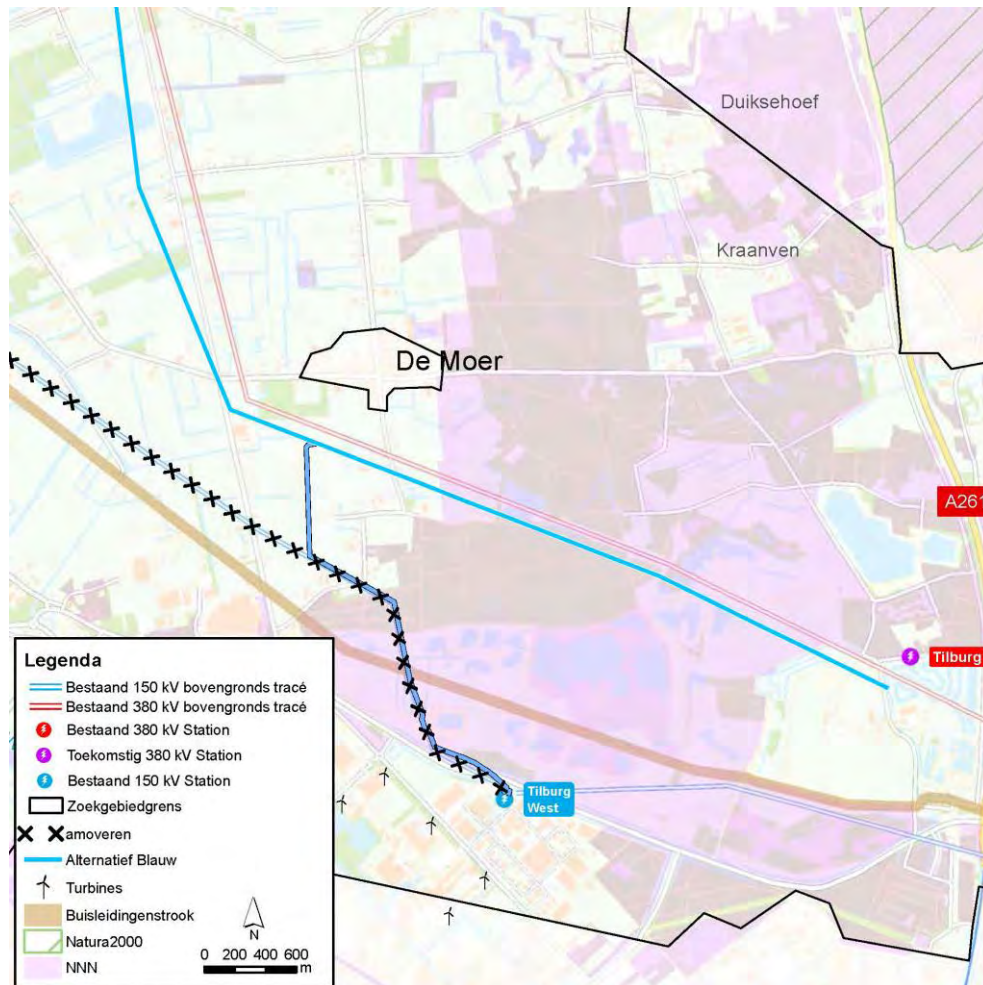 Duiksehoef
Kraanven
De Moer
A261
Tilburg
Tilburg
West
Legenda
Bestaand 150 kV bovengronds tracé
Bestaand 380 kV bovengronds tracé
Bestaand 380 kV Station
Toekomstig 380 kV Station
Bestaand 150 kV Station
Zoekgebiedgrens
amoveren
Alternatief Blauw
Turbines
Buisleidingenstrook
Natura2000
NNN
N
0 200 400 600
m